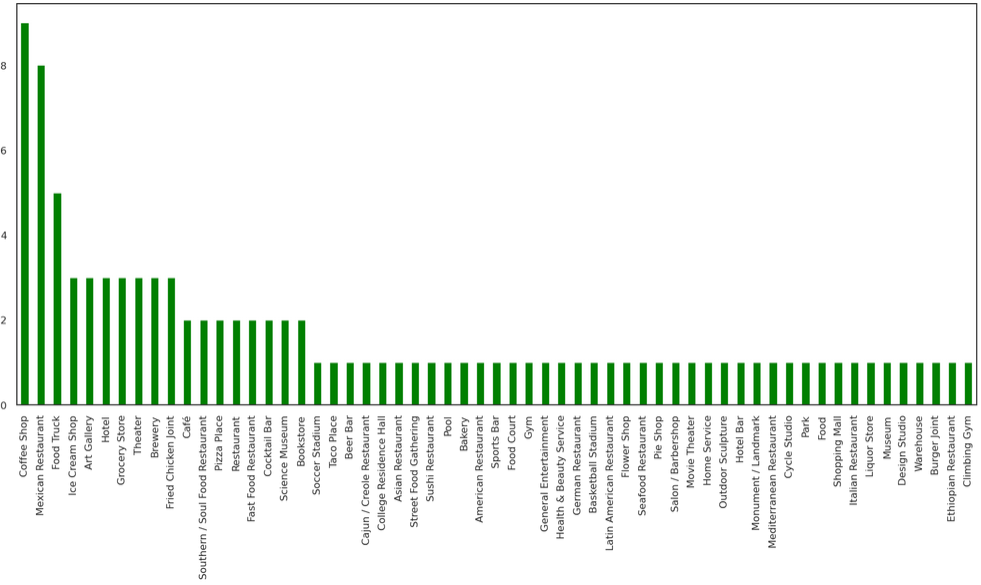 8
6
4
2
0
Coffee Shop
Mexican Restaurant
Food Truck
Ice Cream Shop
Art Gallery
Hotel
Grocery Store
Theater
Brewery
Fried Chicken Joint
Café
Southern / Soul Food Restaurant
Pizza Place
Restaurant
Fast Food Restaurant
Cocktail Bar
Science Museum
Bookstore
Soccer Stadium
Taco Place
Beer Bar
Cajun / Creole Restaurant
College Residence Hall
Asian Restaurant
Street Food Gathering
Sushi Restaurant
Pool
Bakery
American Restaurant
Sports Bar
Food Court
Gym
General Entertainment
Health & Beauty Service
German Restaurant
Basketball Stadium
Latin American Restaurant
Flower Shop
Seafood Restaurant
Pie Shop
Salon / Barbershop
Movie Theater
Home Service
Outdoor Sculpture
Hotel Bar
Monument / Landmark
Mediterranean Restaurant
Cycle Studio
Park
Food
Shopping Mall
Italian Restaurant
Liquor Store
Museum
Design Studio
Warehouse
Burger Joint
Ethiopian Restaurant
Climbing Gym